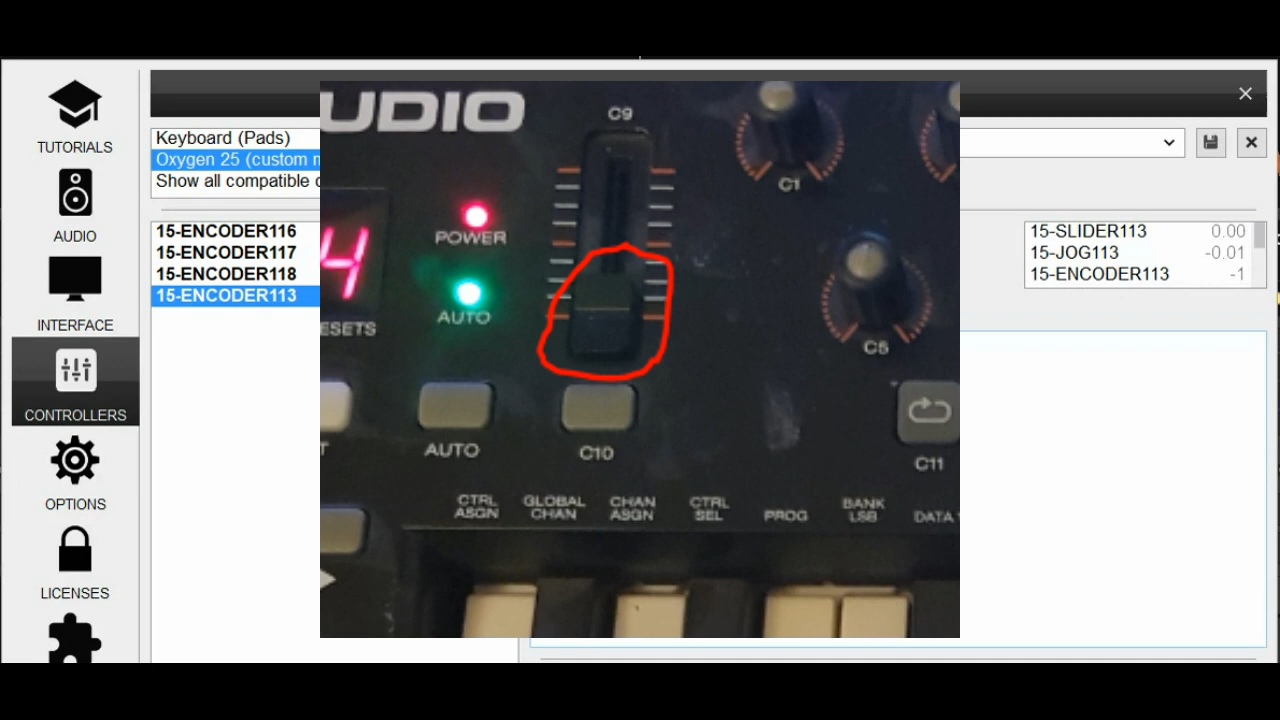 TUTORIALS
AUDIO
INTERFACE
CONTROLLERS
OPTIONS
LICENSES
Keyboard (Pads)
Oxygen 25 (custom m
Show all compatible
15-ENCODER116
15-ENCODER117
15-ENCODER118
15-ENCODER113
UDIO
C9
C1
4
POWER
AUTO
ESETS
C5
AUTO
C10
C11
CTRL ASGN
GLOBAL CHAN
CHAN ASGN
CTRL SEL
PROG
BANK LSB
DATA
15-SLIDER113 0.00
15-JOG113 -0.01
15-ENCODER113 -1